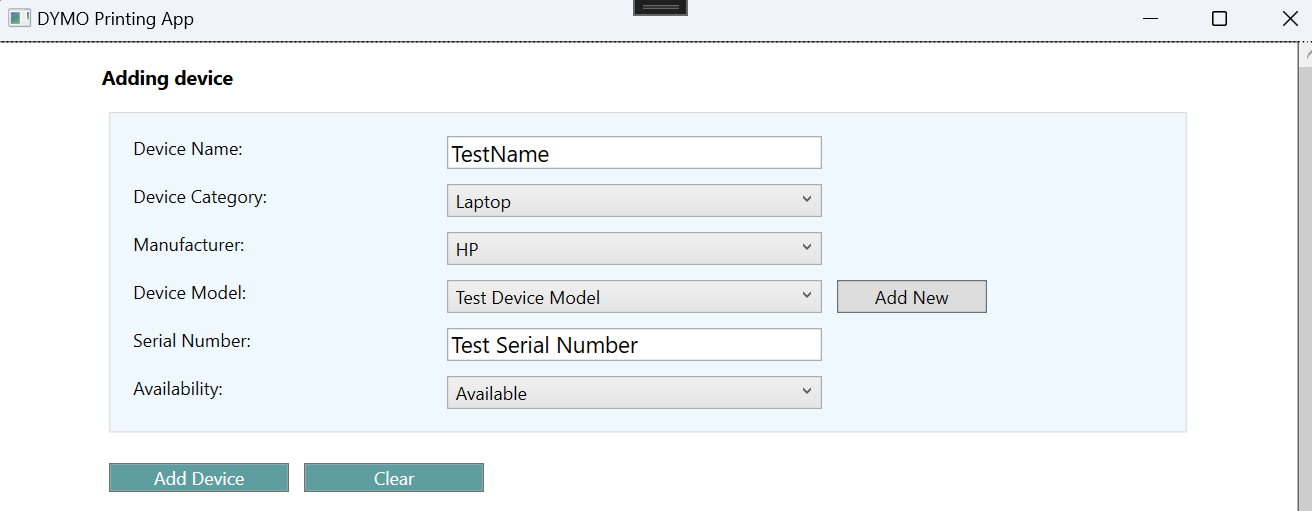 DYMO Printing App
Adding device
Device Name: TestName
Device Category: Laptop
Manufacturer: HP
Device Model: Test Device Model Add New
Serial Number: Test Serial Number
Availability: Available
Add Device Clear